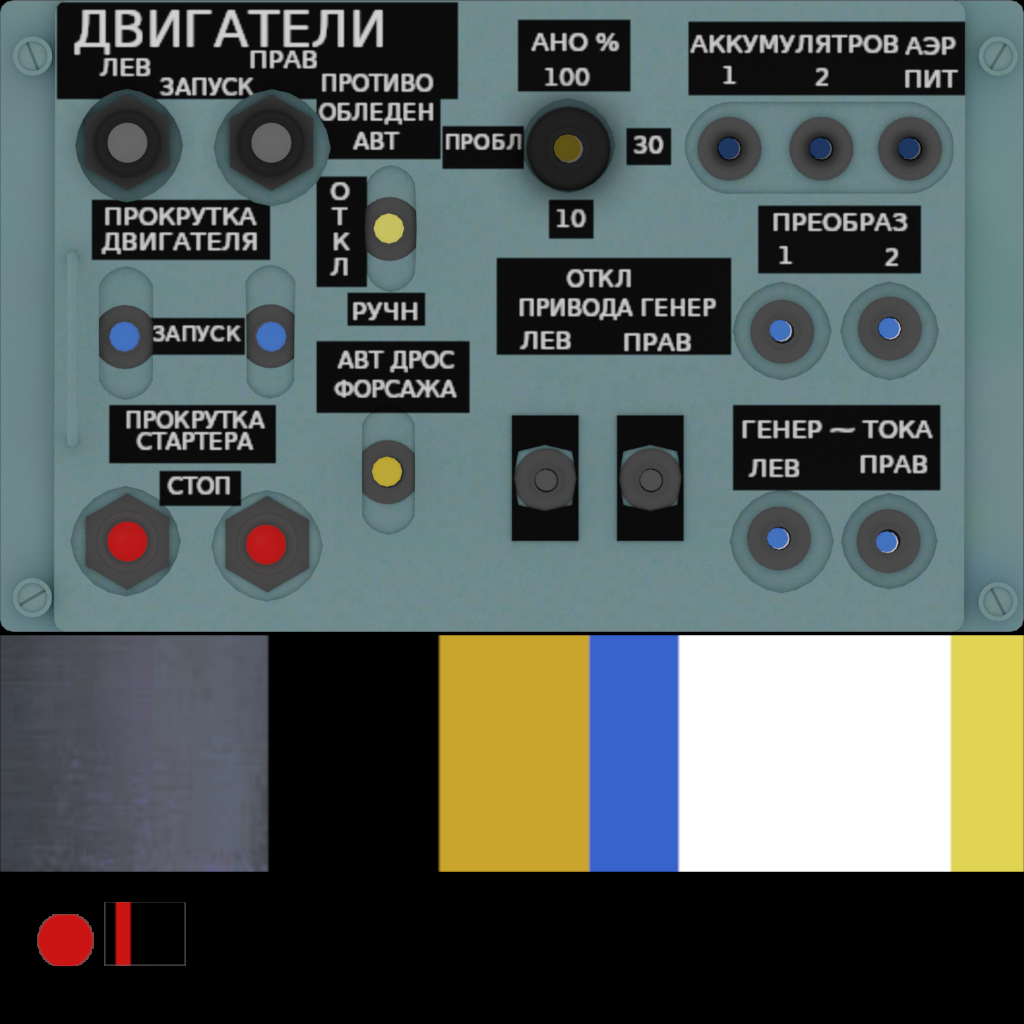 ДВИГАТЕЛИ
ЛЕВ ПРАВ
ЗАПУСК
ПРОТИВО
ОБЛЕДЕН
АВТ
ОТКЛ
РУЧН
ПРОКРУТКА
ДВИГАТЕЛЯ
ЗАПУСК
ПРОКРУТКА
СТАРТЕРА
СТОП
АВТ ДРОС
ФОРСАЖА
АНО %
100
ПРОБЛ
30
10
АККУМУЛЯТРОВ АЭР
1 2 ПИТ
ПРЕОБРАЗ
1 2
ОТКЛ
ПРИВОДА ГЕНЕР
ЛЕВ ПРАВ
ГЕНЕР ~ ТОКА
ЛЕВ ПРАВ